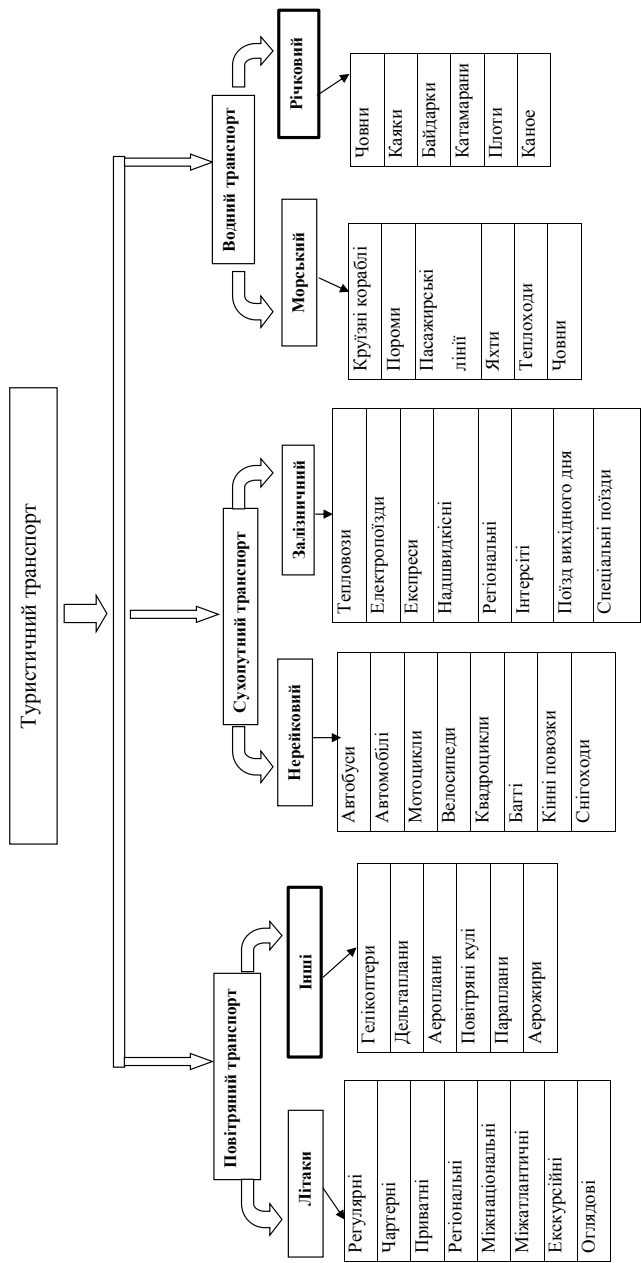 Туристичний транспорт
Повітряний транспорт
Сухопутний транспорт
Водний транспорт
Літаки
Інші
Нерейковий
Залізничний
Морський
Річковий
Регулярні
Чартерні
Приватні
Регіональні
Міжнаціональні
Міжатлантичні
Екскурсійні
Оглядові
Гелікоптери
Дельтаплани
Аероплани
Повітряні кулі
Параплани
Аерожири
Автобуси
Автомобілі
Мотоцикли
Велосипеди
Квадроцикли
Баггі
Кінні повозки
Снігоходи
Тепловози
Електропоїзди
Експреси
Надшвидкісні
Регіональні
Інтерсіті
Поїзд вихідного дня
Спеціальні поїзди
Круїзні кораблі
Пороми
Пасажирські
лінії
Яхти
Теплоходи
Човни
Човни
Каяки
Байдарки
Катамарани
Плоти
Каное